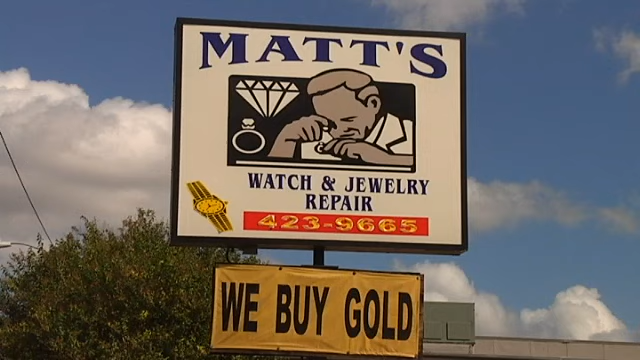 MATT'S
WATCH & JEWELRY
REPAIR
423-9665
WE BUY GOLD